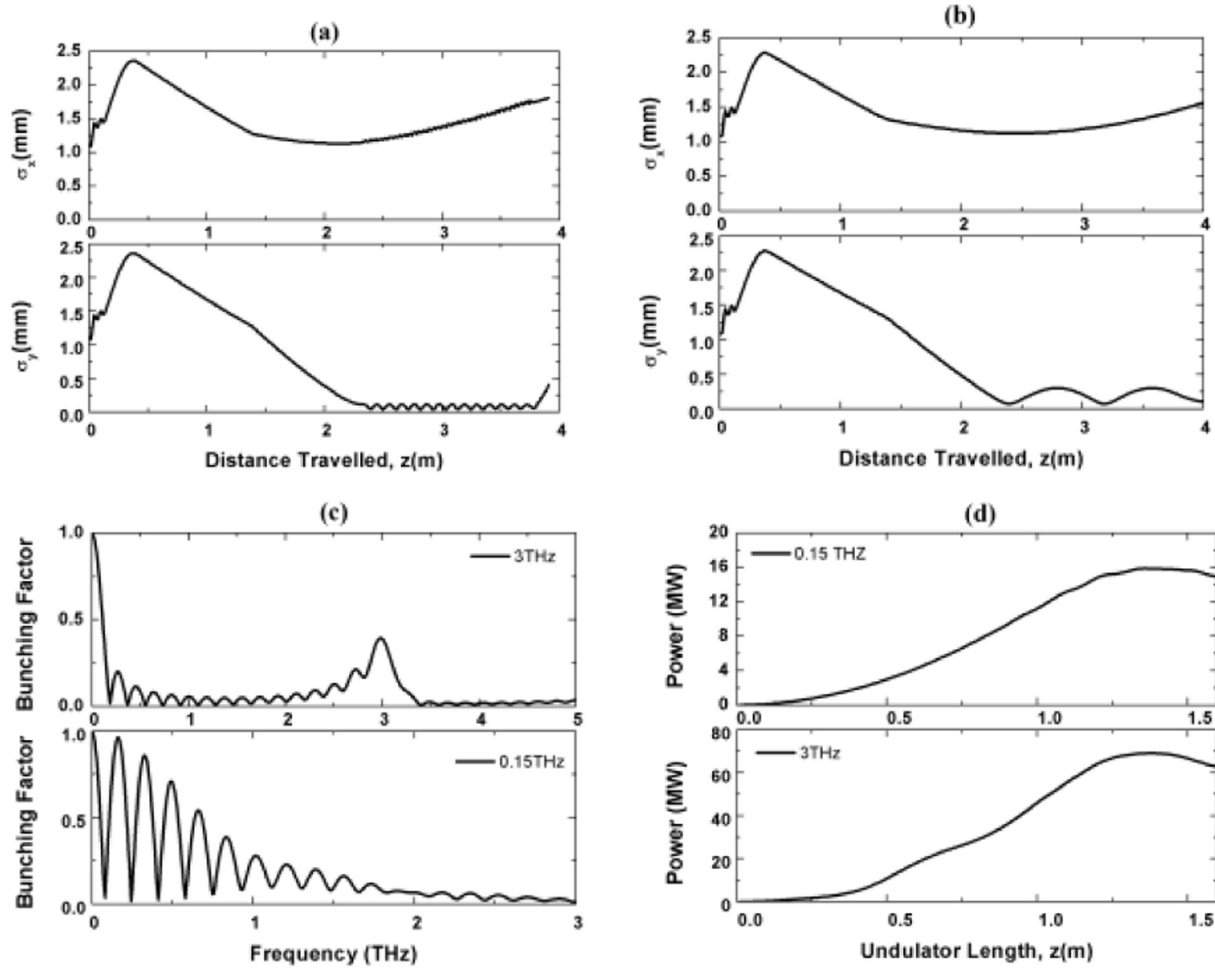 (a)
2.5
2.0
1.5
1.0
0.5
0.0
σx(mm)
0 1 2 3 4
2.5
2.0
1.5
1.0
0.5
0.0
σy(mm)
0 1 2 3 4
Distance Travelled, z(m)
(b)
2.5
2.0
1.5
1.0
0.5
0.0
σx(mm)
0 1 2 3 4
2.5
2.0
1.5
1.0
0.5
0.0
σy(mm)
0 1 2 3 4
Distance Travelled, z(m)
(c)
1.0
0.5
0.0
Bunching Factor
3THz
0 1 2 3 4 5
1.0
0.5
0.0
Bunching Factor
0.15THz
0 1 2 3
Frequency (THz)
(d)
20
16
12
8
4
0
Power (MW)
0.15 THZ
0.0 0.5 1.0 1.5
80
60
40
20
0
Power (MW)
3THz
0.0 0.5 1.0 1.5
Undulator Length, z(m)